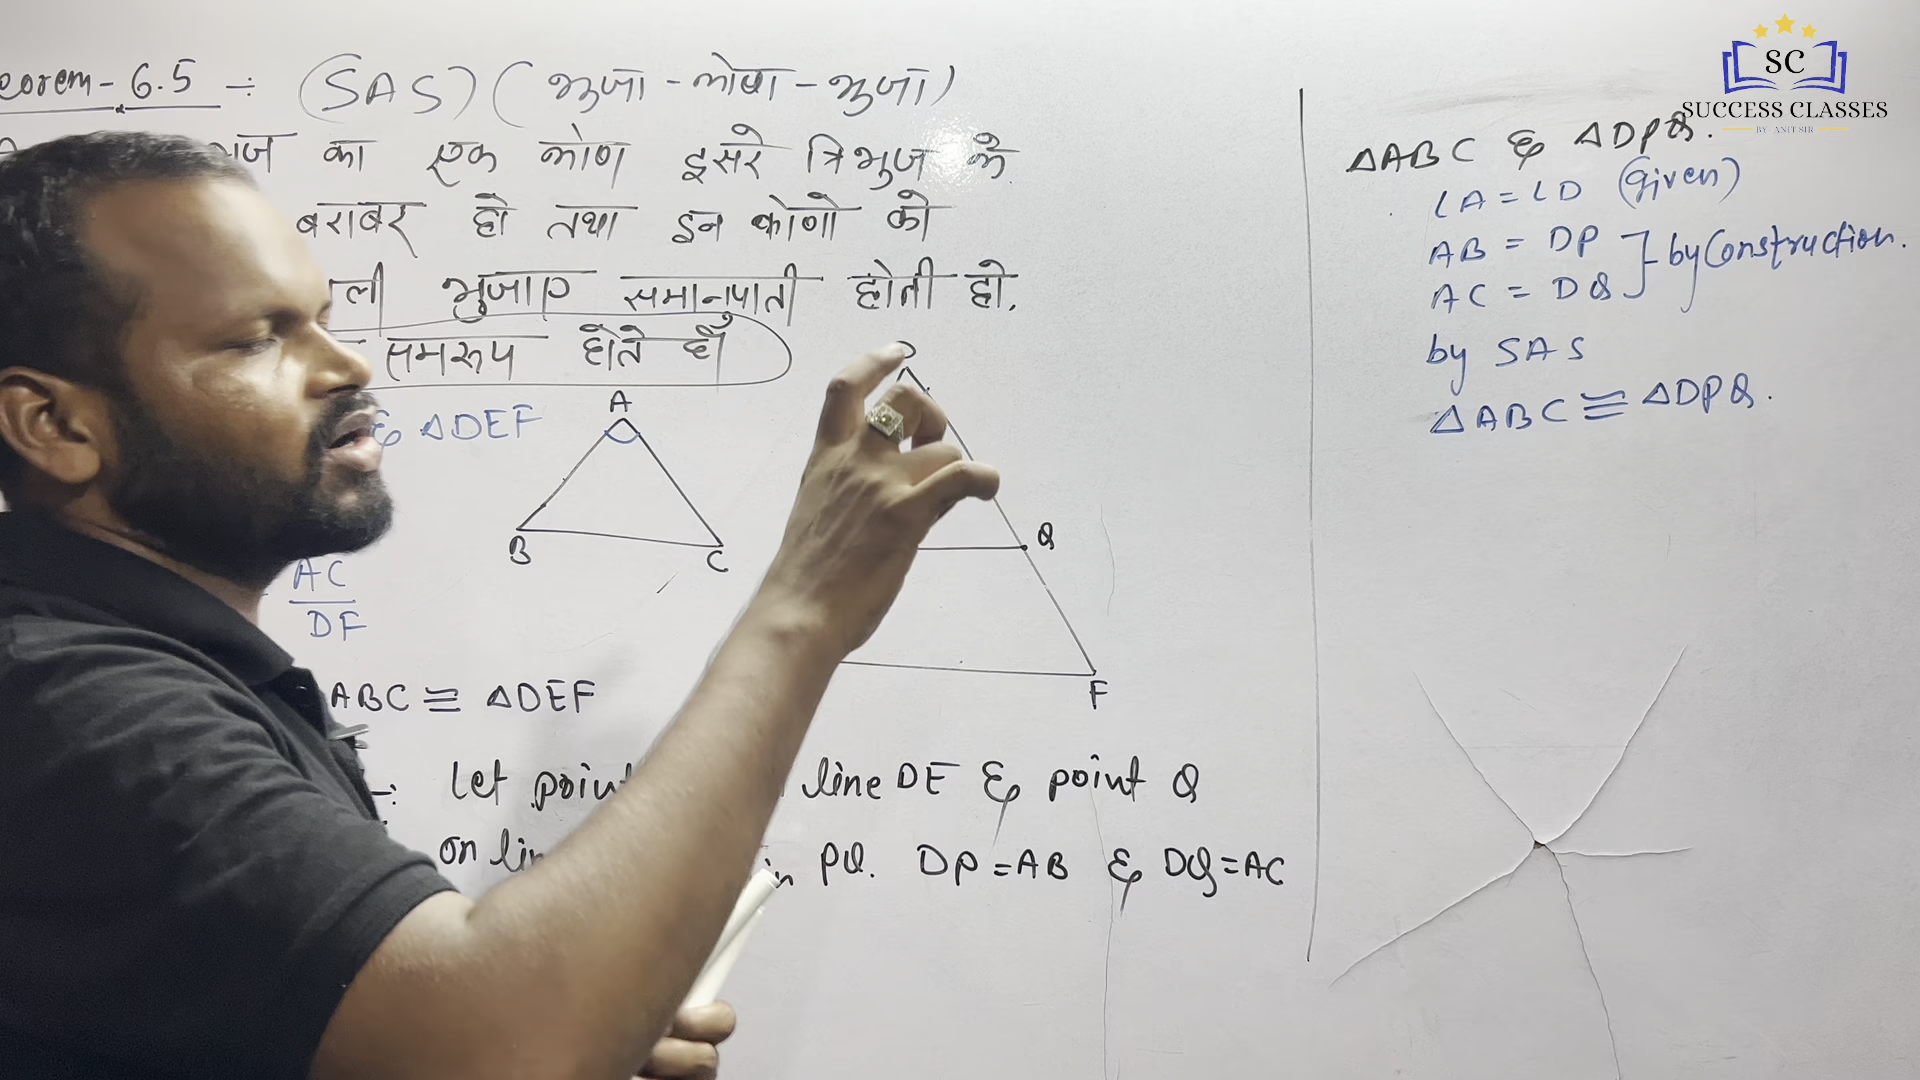 eorem - 6.5 ÷ (SAS) (भुजा - कोण - भुजा)
का एक कोण दूसरे त्रिभुज के
बराबर हो तथा इन कोणो को
भुजाए समानुपाती होती हो.
समरूप होते हैं
& ΔDEF
A
B
C
Q
F
AC
DF
ABC ≅ ΔDEF
Let line DE & point Q
on PQ. DP = AB & DQ = AC
ΔABC & ΔDPQ.
∠A = ∠D (given)
AB = DP
AC = DQ
by Construction.
by SAS
ΔABC ≅ ΔDPQ.
SC
SUCCESS CLASSES